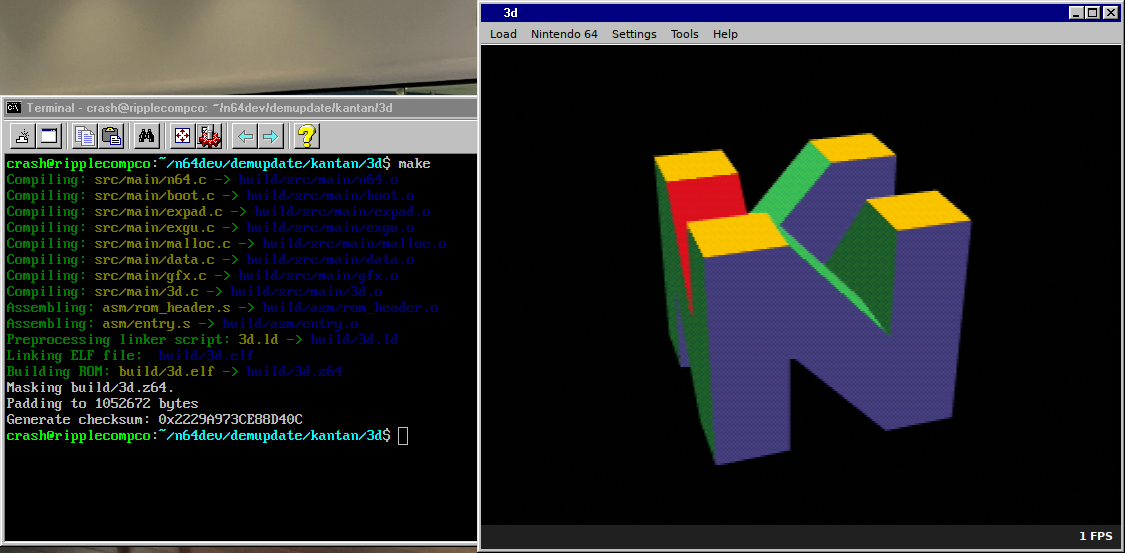 Terminal - crash@ripplecompco: ~/n64dev/demupdate/kantan/3d
crash@ripplecompco:~/n64dev/demupdate/kantan/3d$ make
Compiling: src/main/n64.c -> build/src/main/n64.o
Compiling: src/main/boot.c -> build/src/main/boot.o
Compiling: src/main/expad.c -> build/src/main/expad.o
Compiling: src/main/exgu.c -> build/src/main/exgu.o
Compiling: src/main/malloc.c -> build/src/main/malloc.o
Compiling: src/main/data.c -> build/src/main/data.o
Compiling: src/main/gfx.c -> build/src/main/gfx.o
Compiling: src/main/3d.c -> build/src/main/3d.o
Assembling: asm/rom_header.s -> build/asm/rom_header.o
Assembling: asm/entry.s -> build/asm/entry.o
Preprocessing linker script: 3d.ld -> build/3d.ld
Linking ELF file:  build/3d.elf
Building ROM: build/3d.elf -> build/3d.z64
Masking build/3d.z64.
Padding to 1052672 bytes
Generate checksum: 0x2229A973CE88D40C
crash@ripplecompco:~/n64dev/demupdate/kantan/3d$
3d
Load Nintendo 64 Settings Tools Help
1 FPS